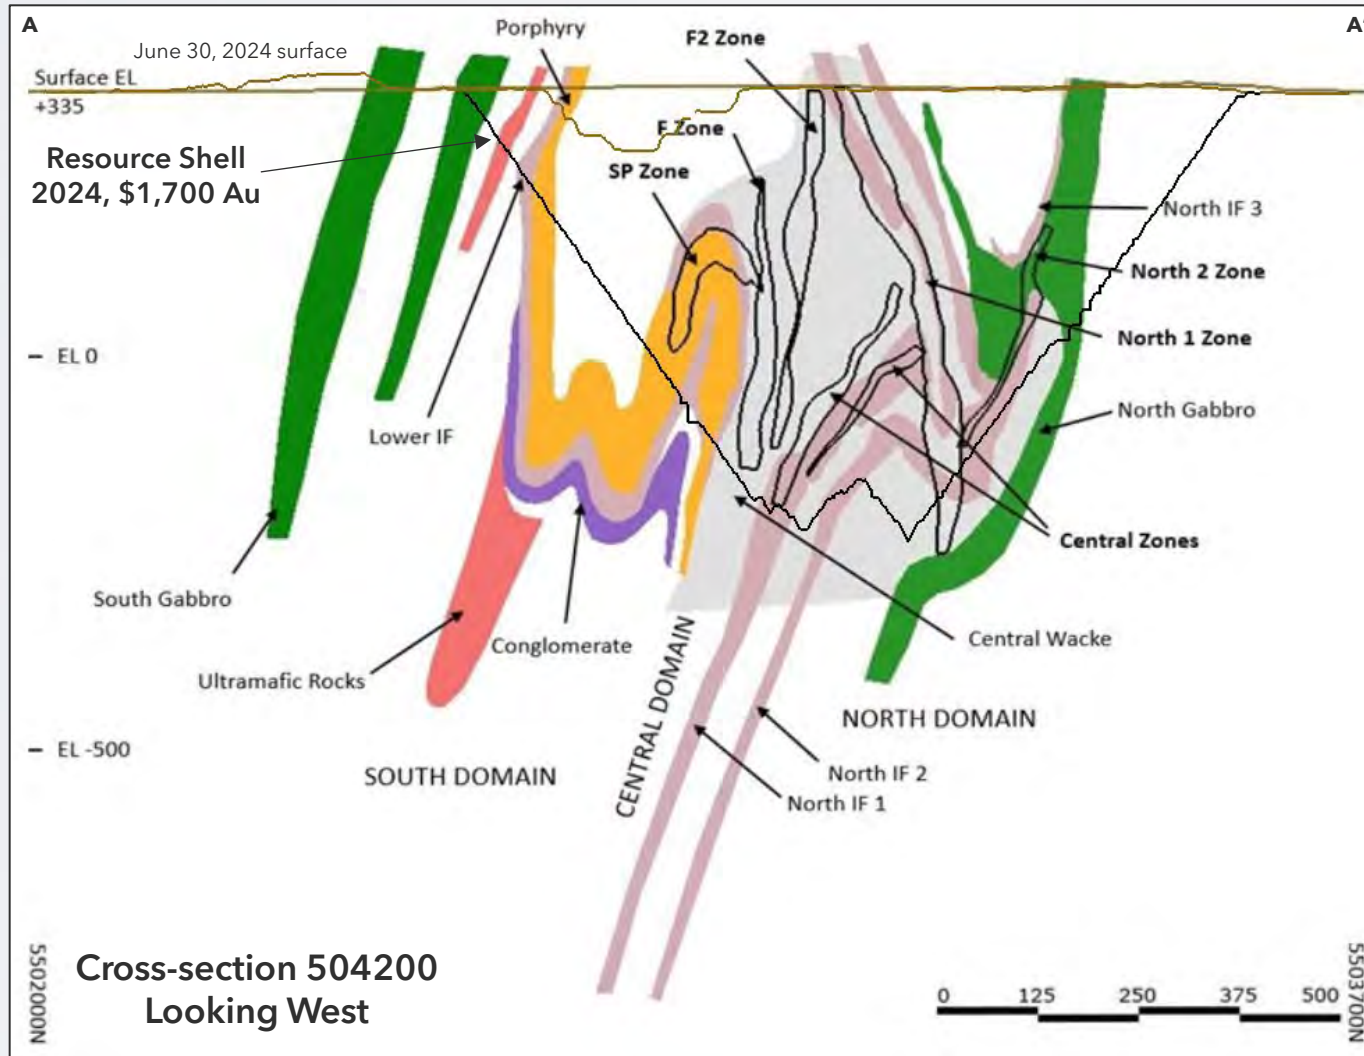 A
A
Porphyry
F2 Zone
June 30, 2024 surface
Surface EL
+335
F Zone
Resource Shell
2024, $1,700 Au
SP Zone
North IF 3
North 2 Zone
EL 0
North 1 Zone
North Gabbro
Lower IF
Central Zones
South Gabbro
Conglomerate
Central Wacke
Ultramafic Rocks
CENTRAL DOMAIN
NORTH DOMAIN
EL -500
SOUTH DOMAIN
North IF 2
North IF 1
5502000N
Cross-section 504200
Looking West
0 125 250 375 500
5503700N